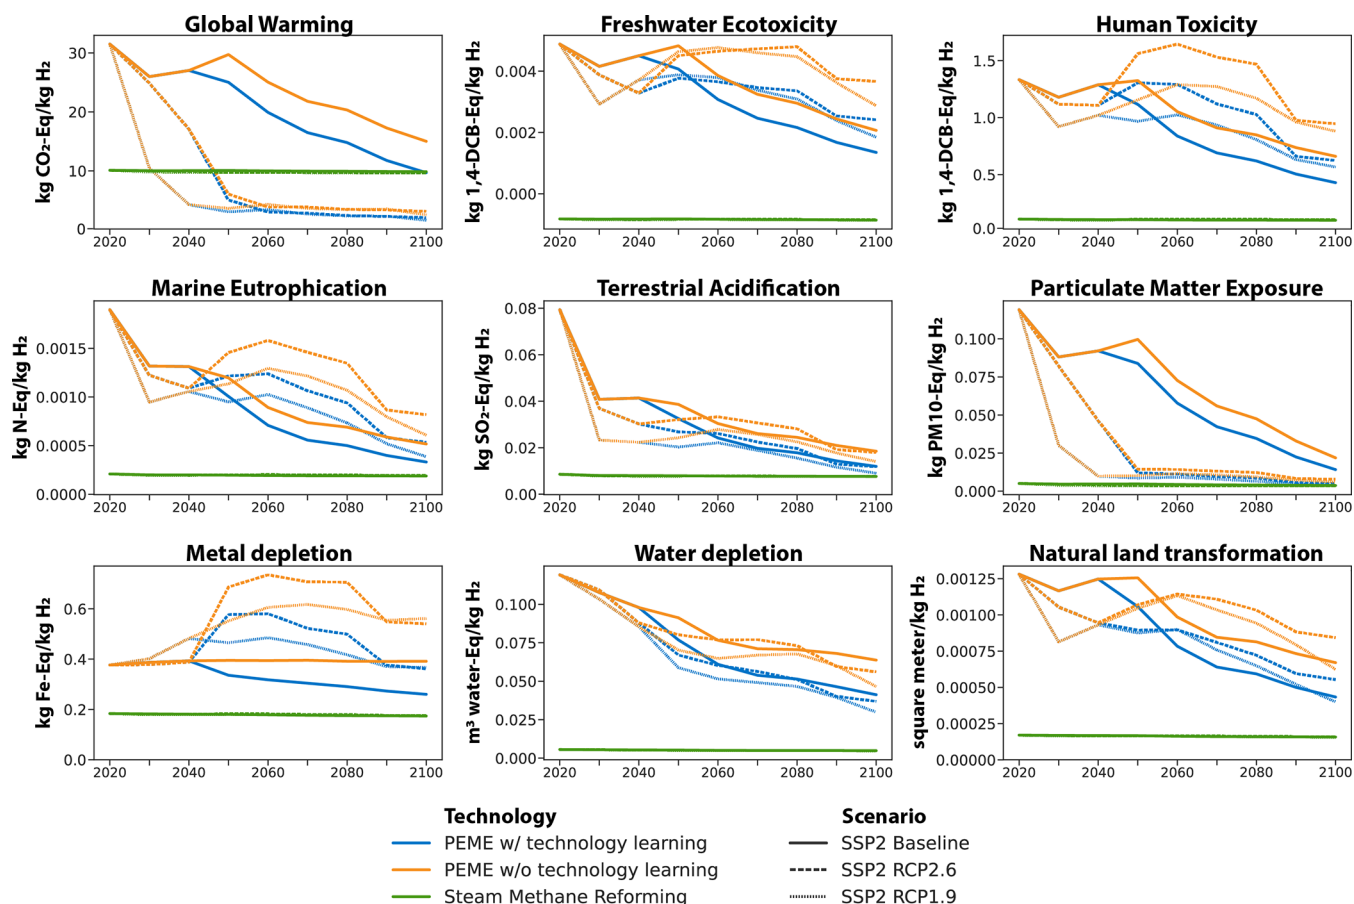 Global Warming
kg CO₂-Eq/kg H₂
30
20
10
0
2020 2040 2060 2080 2100
Freshwater Ecotoxicity
kg 1,4-DCB-Eq/kg H₂
0.004
0.002
0.000
2020 2040 2060 2080 2100
Human Toxicity
kg 1,4-DCB-Eq/kg H₂
1.5
1.0
0.5
0.0
2020 2040 2060 2080 2100
Marine Eutrophication
kg N-Eq/kg H₂
0.0015
0.0010
0.0005
0.0000
2020 2040 2060 2080 2100
Terrestrial Acidification
kg SO₂-Eq/kg H₂
0.08
0.06
0.04
0.02
0.00
2020 2040 2060 2080 2100
Particulate Matter Exposure
kg PM10-Eq/kg H₂
0.100
0.075
0.050
0.025
0.000
2020 2040 2060 2080 2100
Metal depletion
kg Fe-Eq/kg H₂
0.6
0.4
0.2
0.0
2020 2040 2060 2080 2100
Water depletion
m³ water-Eq/kg H₂
0.100
0.075
0.050
0.025
0.000
2020 2040 2060 2080 2100
Natural land transformation
square meter/kg H₂
0.00125
0.00100
0.00075
0.00050
0.00025
0.00000
2020 2040 2060 2080 2100
Technology
PEME w/ technology learning
PEME w/o technology learning
Steam Methane Reforming
Scenario
SSP2 Baseline
SSP2 RCP2.6
SSP2 RCP1.9